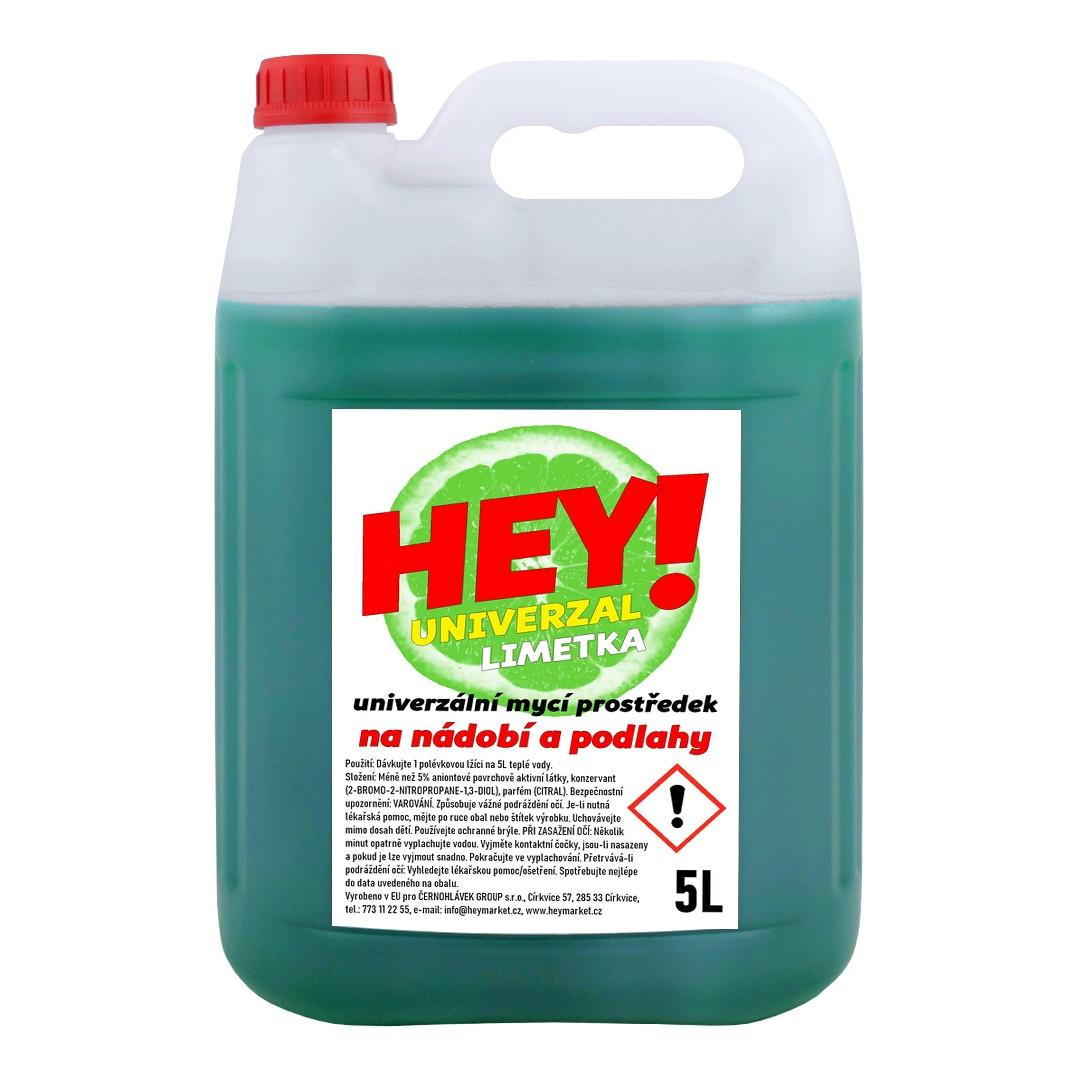 HEY!
UNIVERZAL
LIMETKA
univerzální mycí prostředek
na nádobí a podlahy
Použití: Dávkujte 1 polévkovou lžíci na 5L teplé vody.
Složení: Méně než 5% aniontové povrchově aktivní látky, konzervant
(2-BROMO-2-NITROPROPANE-1,3-DIOL), parfém (CITRAL). Bezpečnostní
upozornění: VAROVÁNÍ. Způsobuje vážné podráždění očí. Je-li nutná
lékařská pomoc, mějte po ruce obal nebo štítek výrobku. Uchovávejte
mimo dosah dětí. Používejte ochranné brýle. PŘI ZASAŽENÍ OČÍ: Několik
minut opatrně vyplachujte vodou. Vyjměte kontaktní čočky, jsou-li nasazeny
a pokud je lze vyjmout snadno. Pokračujte ve vyplachování. Přetrvává-li
podráždění očí: Vyhledejte lékařskou pomoc/ošetření. Spotřebujte nejlépe
do data uvedeného na obalu.
Vyrobeno v EU pro ČERNOHLÁVEK GROUP s.r.o., Církvice 57, 285 33 Církvice,
tel.: 773 11 22 55, e-mail: info@heymarket.cz, www.heymarket.cz
5L